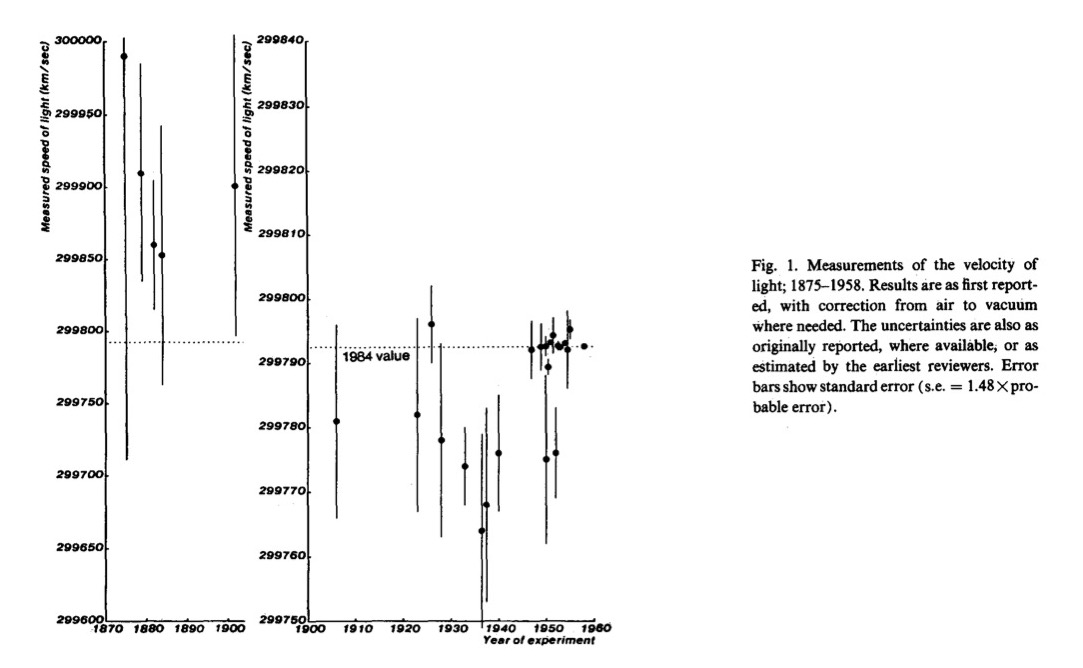 Measured speed of light (km/sec)
300000
299950
299900
299850
299800
299750
299700
299650
299600
1870 1880 1890 1900
Measured speed of light (km/sec)
299840
299830
299820
299810
299800
299790
299780
299770
299760
299750
1984 value
1900 1910 1920 1930 1940 1950 1960
Year of experiment
Fig. 1. Measurements of the velocity of
light; 1875–1958. Results are as first report-
ed, with correction from air to vacuum
where needed. The uncertainties are also as
originally reported, where available, or as
estimated by the earliest reviewers. Error
bars show standard error (s.e. = 1.48 × pro-
bable error).